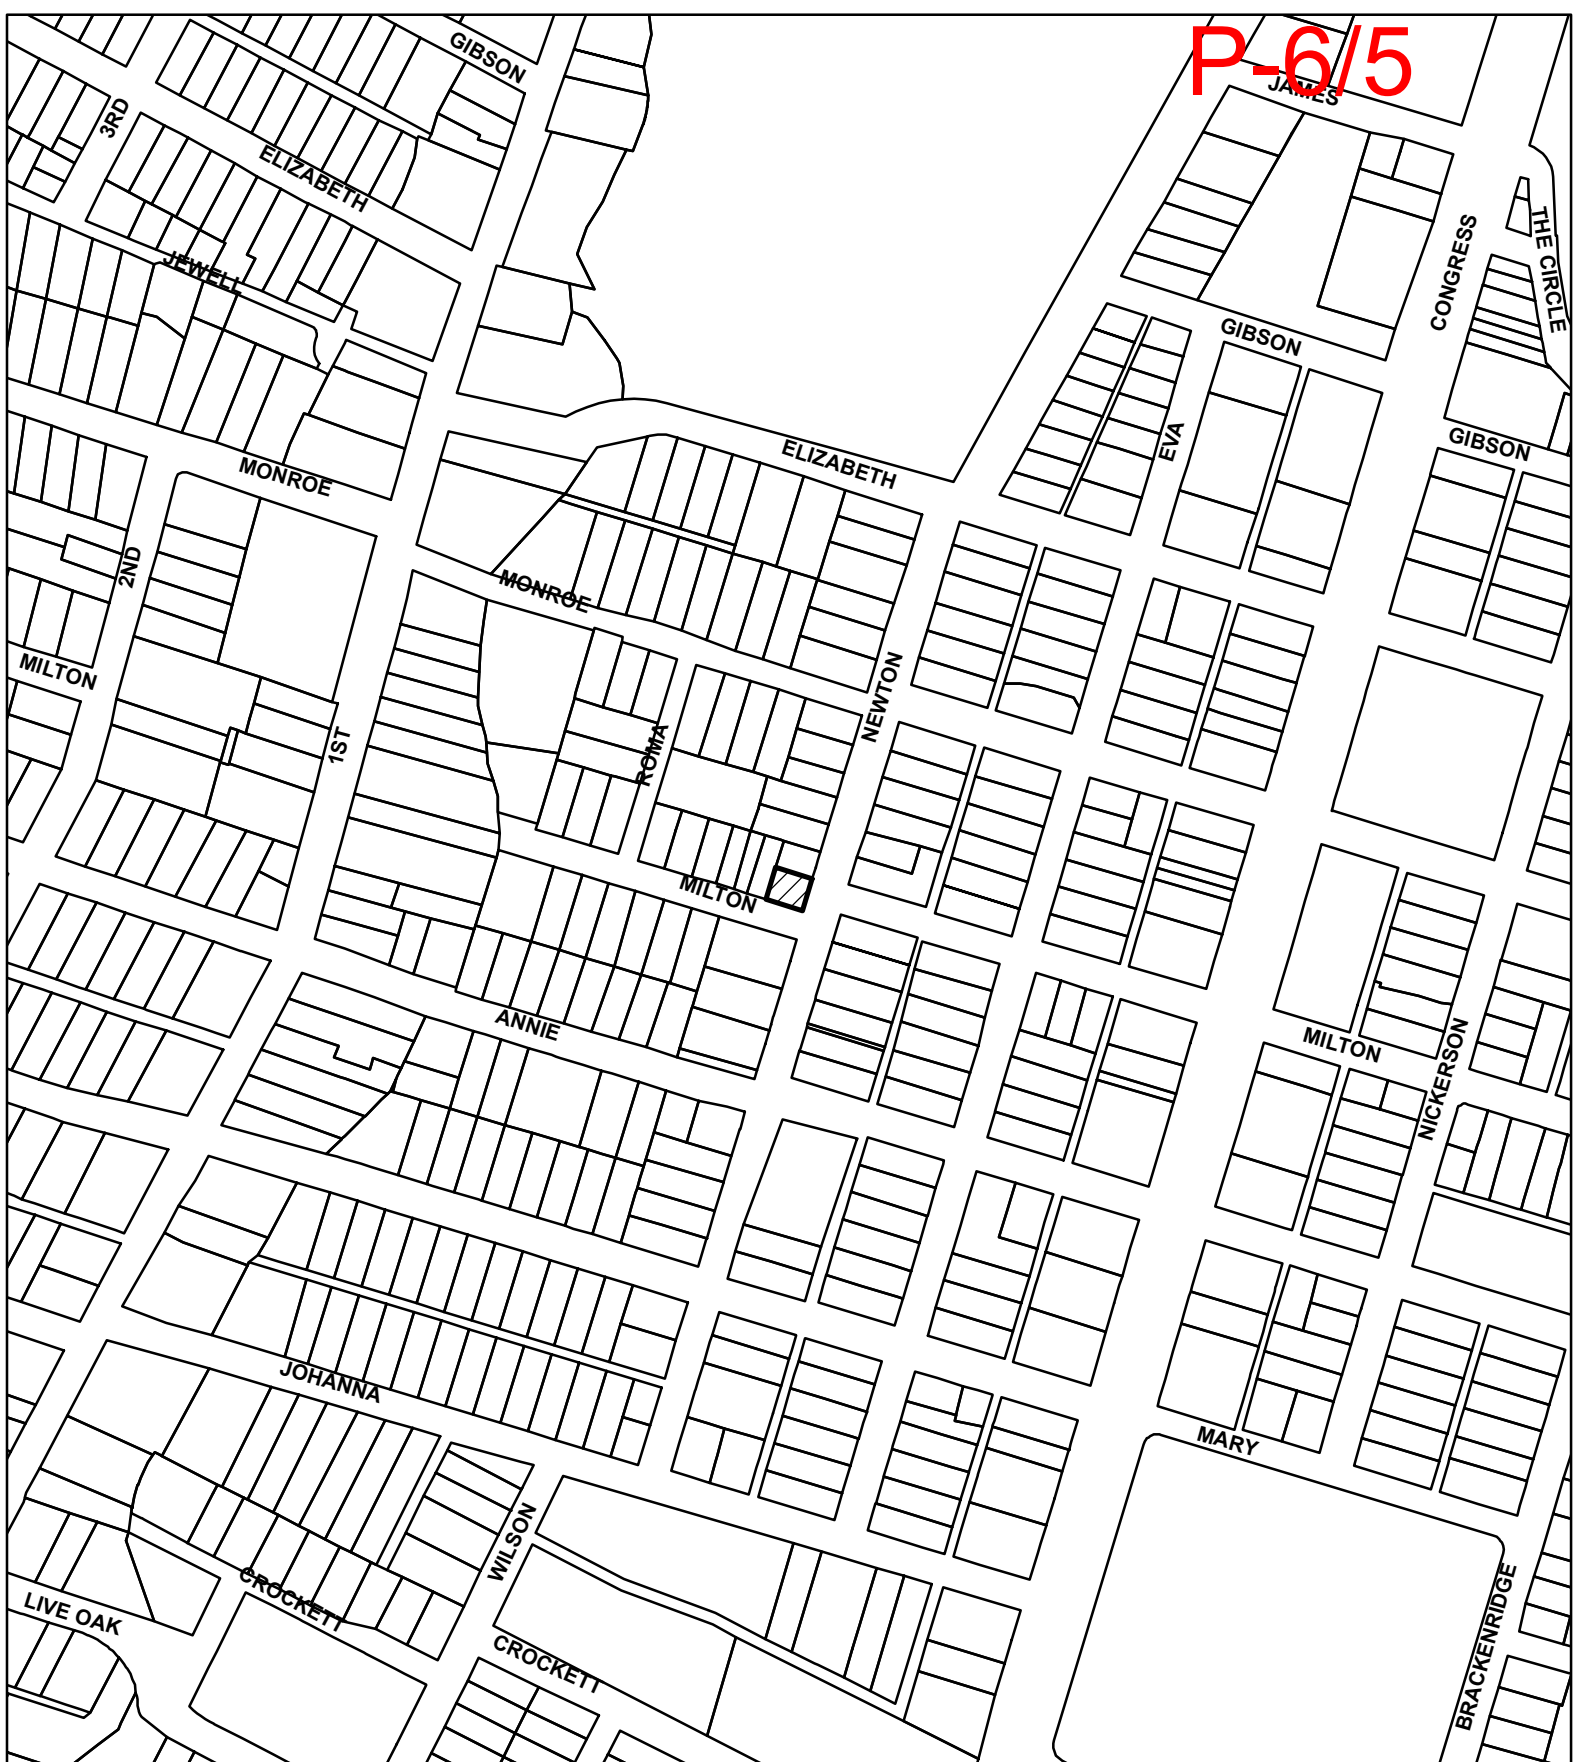 P-6/5
GIBSON
JAMES
3RD
ELIZABETH
THE CIRCLE
CONGRESS
JEWELL
GIBSON
EVA
GIBSON
ELIZABETH
MONROE
2ND
MONROE
MILTON
NEWTON
1ST
ROMA
MILTON
ANNIE
MILTON
NICKERSON
JOHANNA
MARY
WILSON
CROCKETT
LIVE OAK
BRACKENRIDGE
CROCKETT